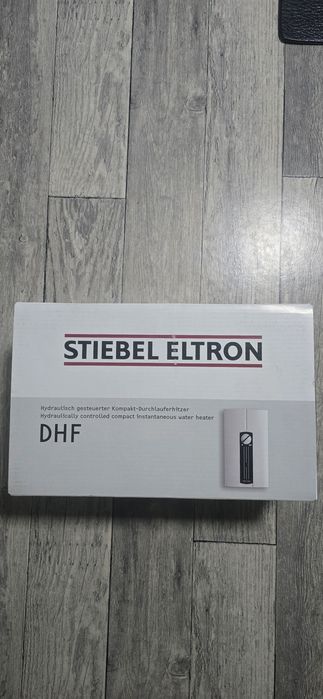 STIEBEL ELTRON
Hydraulisch gesteuerter Kompakt-Durchlauferhitzer
Hydraulically controlled compact instantaneous water heater
DHF